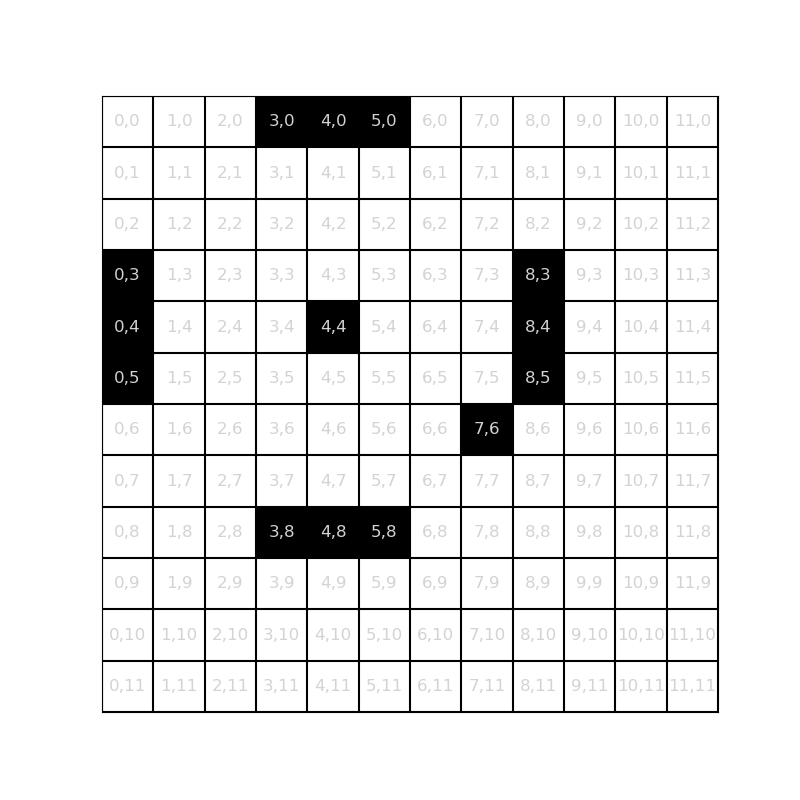 0,0 1,0 2,0 3,0 4,0 5,0 6,0 7,0 8,0 9,0 10,0 11,0
0,1 1,1 2,1 3,1 4,1 5,1 6,1 7,1 8,1 9,1 10,1 11,1
0,2 1,2 2,2 3,2 4,2 5,2 6,2 7,2 8,2 9,2 10,2 11,2
0,3 1,3 2,3 3,3 4,3 5,3 6,3 7,3 8,3 9,3 10,3 11,3
0,4 1,4 2,4 3,4 4,4 5,4 6,4 7,4 8,4 9,4 10,4 11,4
0,5 1,5 2,5 3,5 4,5 5,5 6,5 7,5 8,5 9,5 10,5 11,5
0,6 1,6 2,6 3,6 4,6 5,6 6,6 7,6 8,6 9,6 10,6 11,6
0,7 1,7 2,7 3,7 4,7 5,7 6,7 7,7 8,7 9,7 10,7 11,7
0,8 1,8 2,8 3,8 4,8 5,8 6,8 7,8 8,8 9,8 10,8 11,8
0,9 1,9 2,9 3,9 4,9 5,9 6,9 7,9 8,9 9,9 10,9 11,9
0,10 1,10 2,10 3,10 4,10 5,10 6,10 7,10 8,10 9,10 10,10 11,10
0,11 1,11 2,11 3,11 4,11 5,11 6,11 7,11 8,11 9,11 10,11 11,11